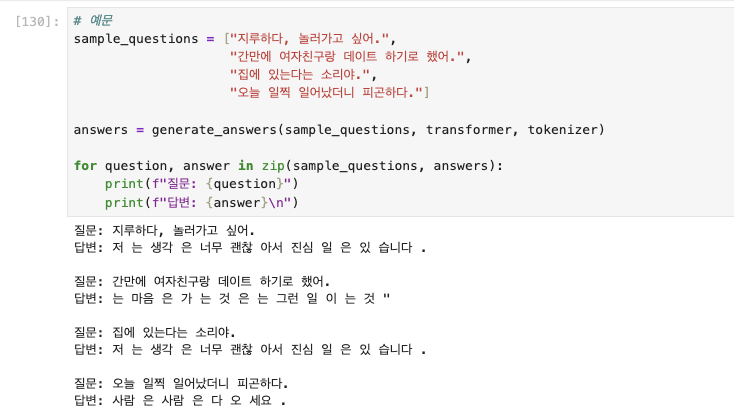 [130]: # 예문
sample_questions = ["지루하다, 놀러가고 싶어.",
"간만에 여자친구랑 데이트 하기로 했어.",
"집에 있는다는 소리야.",
"오늘 일찍 일어났더니 피곤하다."]
answers = generate_answers(sample_questions, transformer, tokenizer)
for question, answer in zip(sample_questions, answers):
print(f"질문: {question}")
print(f"답변: {answer}\n")
질문: 지루하다, 놀러가고 싶어.
답변: 저 는 생각 은 너무 괜찮 아서 진심 일 은 있 습니다 .
질문: 간만에 여자친구랑 데이트 하기로 했어.
답변: 는 마음 은 가 는 것 은 는 그런 일 이 는 것 "
질문: 집에 있는다는 소리야.
답변: 저 는 생각 은 너무 괜찮 아서 진심 일 은 있 습니다 .
질문: 오늘 일찍 일어났더니 피곤하다.
답변: 사람 은 사람 은 다 오 세요 .